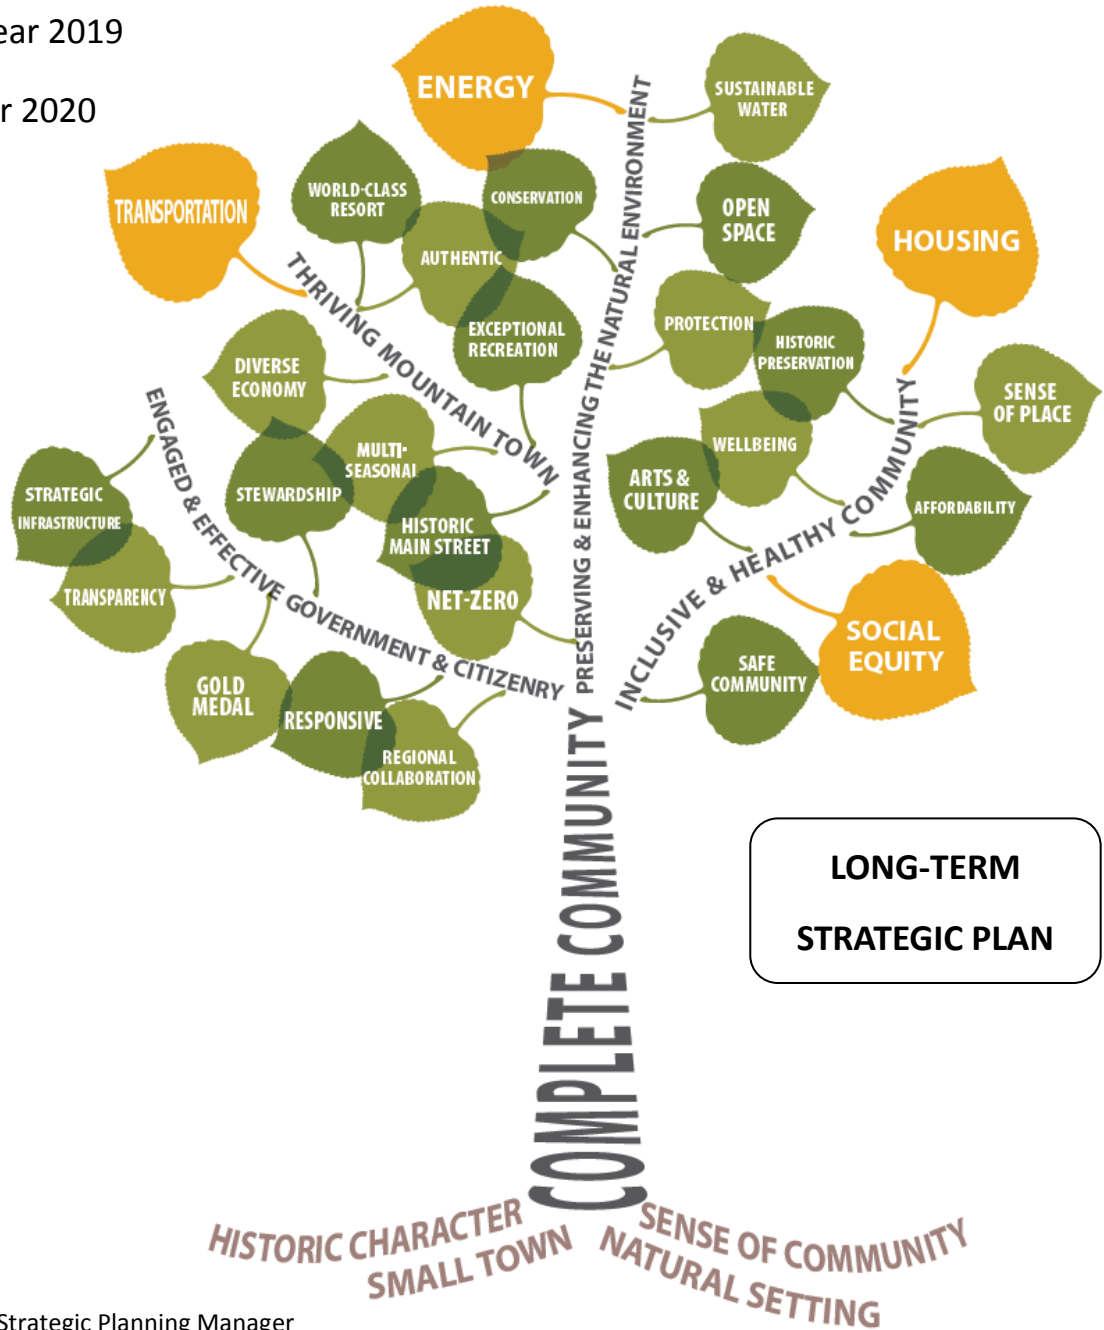 ear 2019
r 2020
ENERGY
SUSTAINABLE
WATER
TRANSPORTATION
WORLD-CLASS
RESORT
CONSERVATION
OPEN
SPACE
HOUSING
AUTHENTIC
THRIVING MOUNTAIN TOWN
PRESERVING & ENHANCING THE NATURAL ENVIRONMENT
EXCEPTIONAL
RECREATION
PROTECTION
HISTORIC
PRESERVATION
DIVERSE
ECONOMY
SENSE
OF PLACE
ENGAGED & EFFECTIVE GOVERNMENT & CITIZENRY
MULTI-
SEASONAL
WELLBEING
INCLUSIVE & HEALTHY COMMUNITY
STRATEGIC
INFRASTRUCTURE
STEWARDSHIP
ARTS &
CULTURE
AFFORDABILITY
HISTORIC
MAIN STREET
TRANSPARENCY
NET-ZERO
SOCIAL
EQUITY
GOLD
MEDAL
RESPONSIVE
SAFE
COMMUNITY
REGIONAL
COLLABORATION
COMPLETE COMMUNITY
LONG-TERM
STRATEGIC PLAN
HISTORIC CHARACTER
SMALL TOWN
SENSE OF COMMUNITY
NATURAL SETTING
Strategic Planning Manager